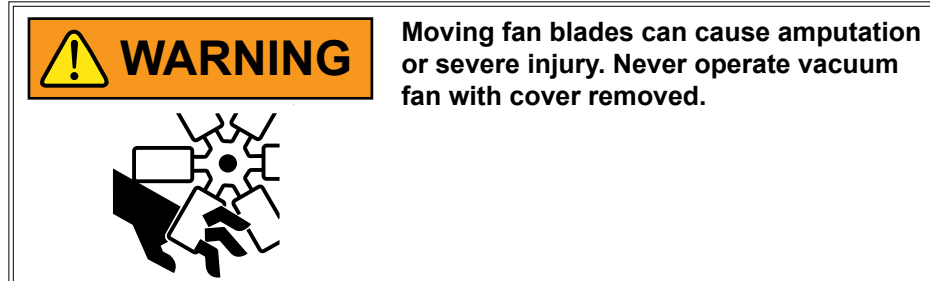 WARNING
Moving fan blades can cause amputation
or severe injury. Never operate vacuum
fan with cover removed.